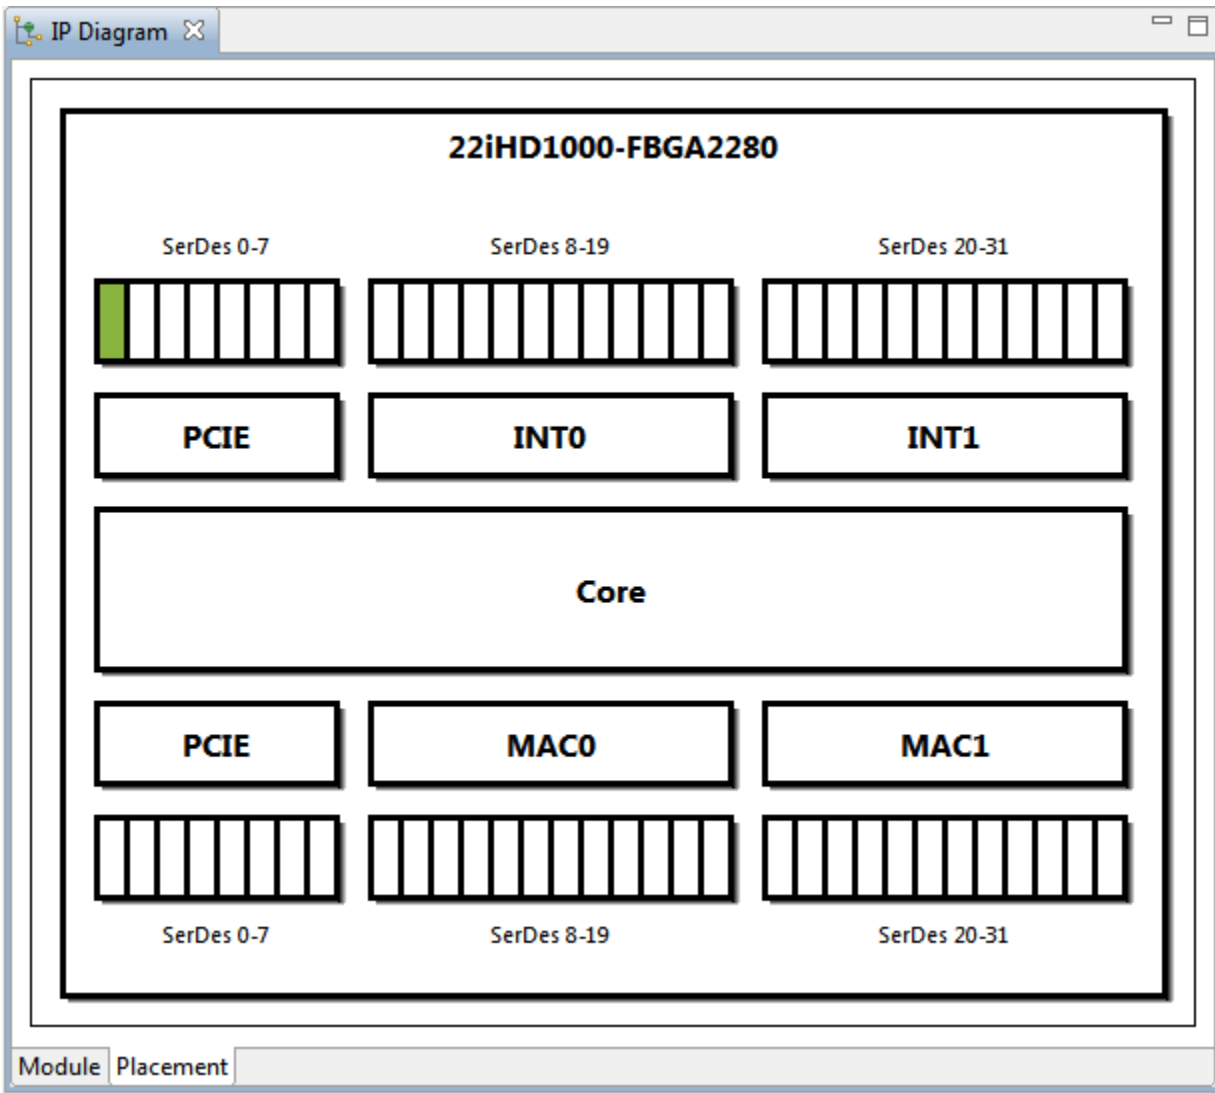 IP Diagram
22iHD1000-FBGA2280
SerDes 0-7 SerDes 8-19 SerDes 20-31
PCIE INT0 INT1
Core
PCIE MAC0 MAC1
SerDes 0-7 SerDes 8-19 SerDes 20-31
Module Placement